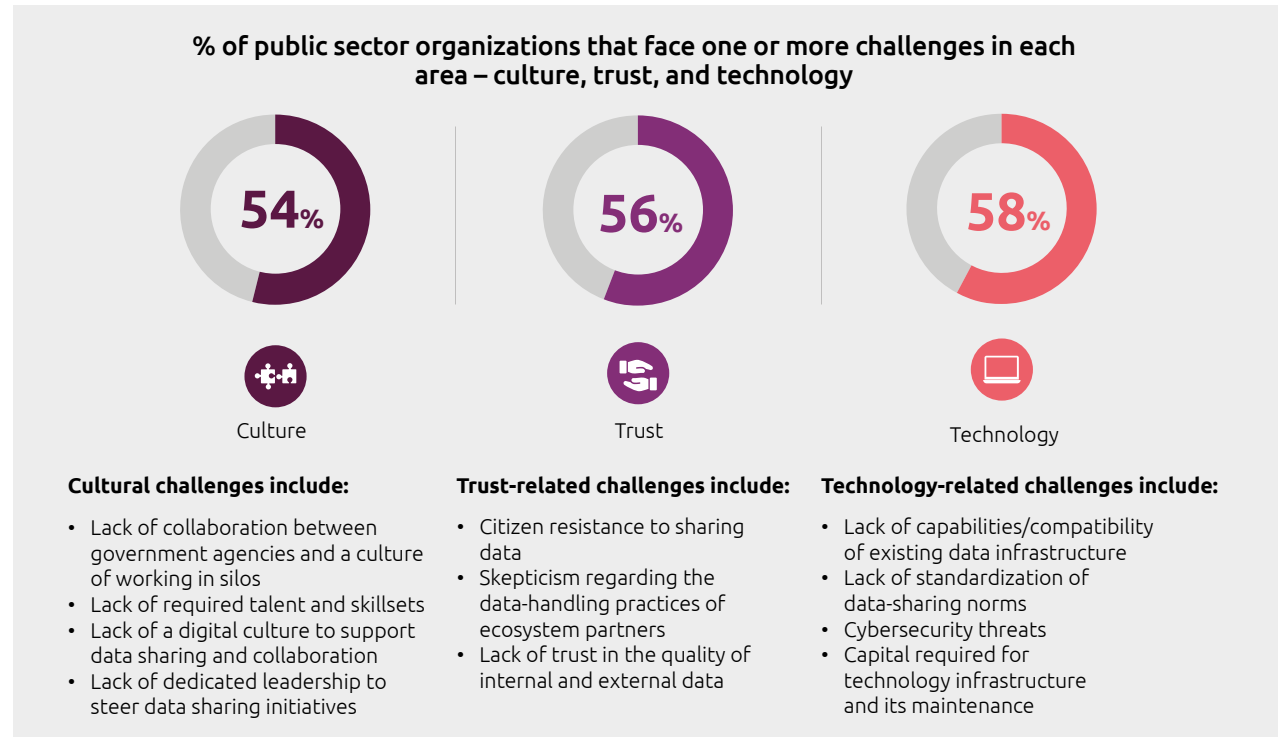 % of public sector organizations that face one or more challenges in each
area – culture, trust, and technology
54%
56%
58%
Culture
Trust
Technology
Cultural challenges include:
• Lack of collaboration between
government agencies and a culture
of working in silos
• Lack of required talent and skillsets
• Lack of a digital culture to support
data sharing and collaboration
• Lack of dedicated leadership to
steer data sharing initiatives
Trust-related challenges include:
• Citizen resistance to sharing
data
• Skepticism regarding the
data-handling practices of
ecosystem partners
• Lack of trust in the quality of
internal and external data
Technology-related challenges include:
• Lack of capabilities/compatibility
of existing data infrastructure
• Lack of standardization of
data-sharing norms
• Cybersecurity threats
• Capital required for
technology infrastructure
and its maintenance